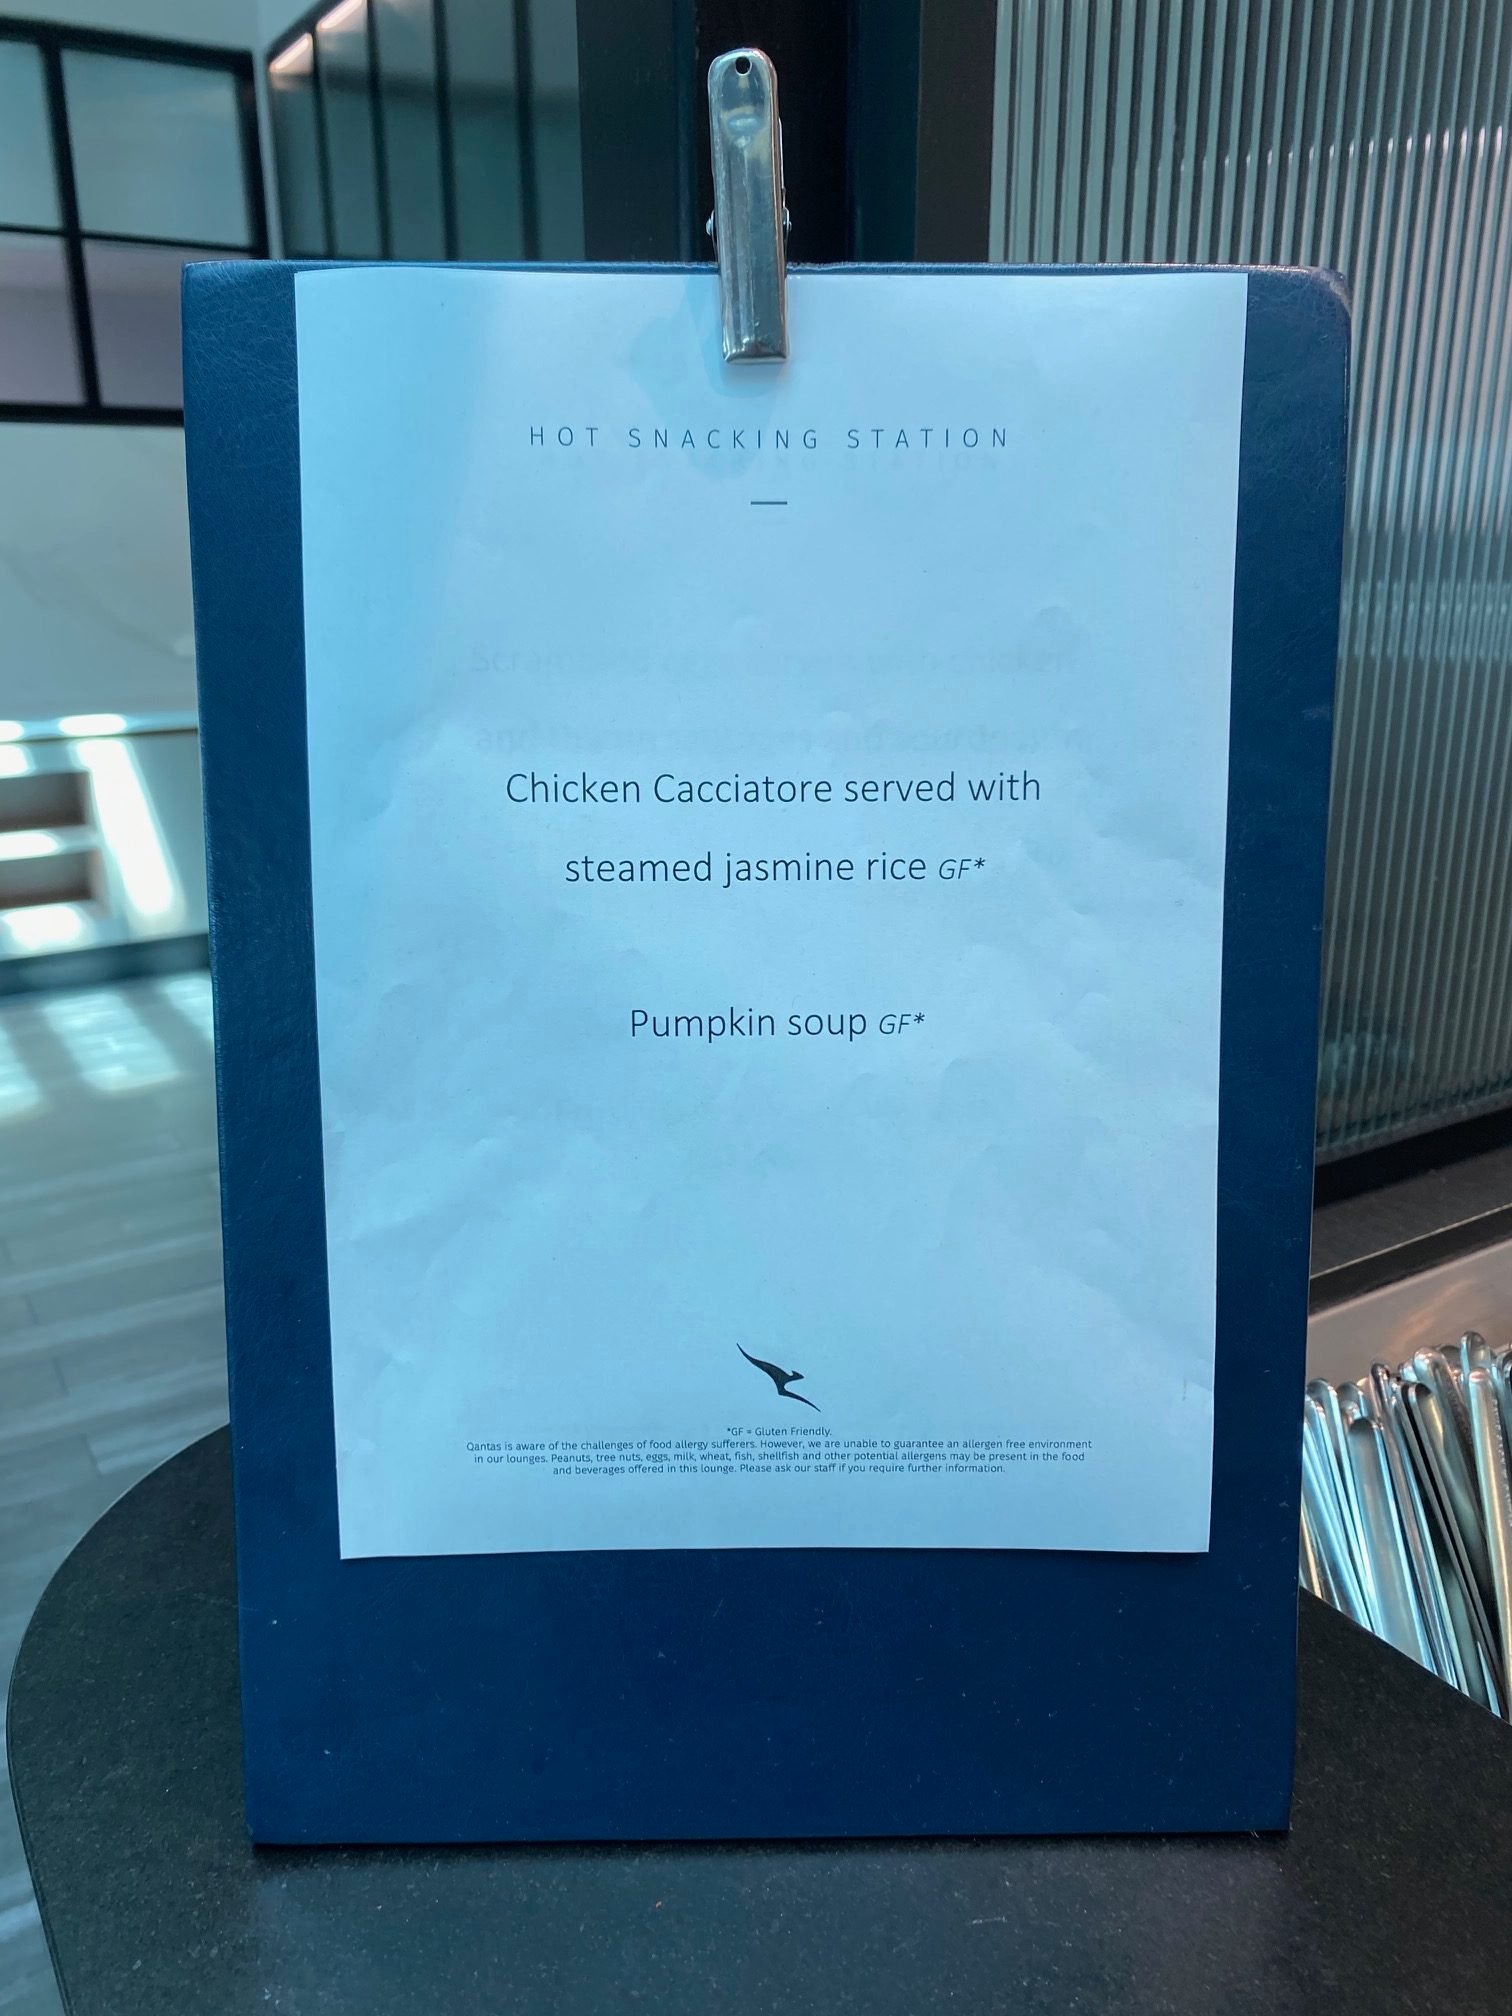 HOT SNACKING STATION
Chicken Cacciatore served with
steamed jasmine rice GF*
Pumpkin soup GF*
*GF = Gluten Friendly.
Qantas is aware of the challenges of food allergy sufferers. However, we are unable to guarantee an allergen free environment
in our lounges. Peanuts, tree nuts, eggs, milk, wheat, fish, shellfish and other potential allergens may be present in the food
and beverages offered in this lounge. Please ask our staff if you require further information.